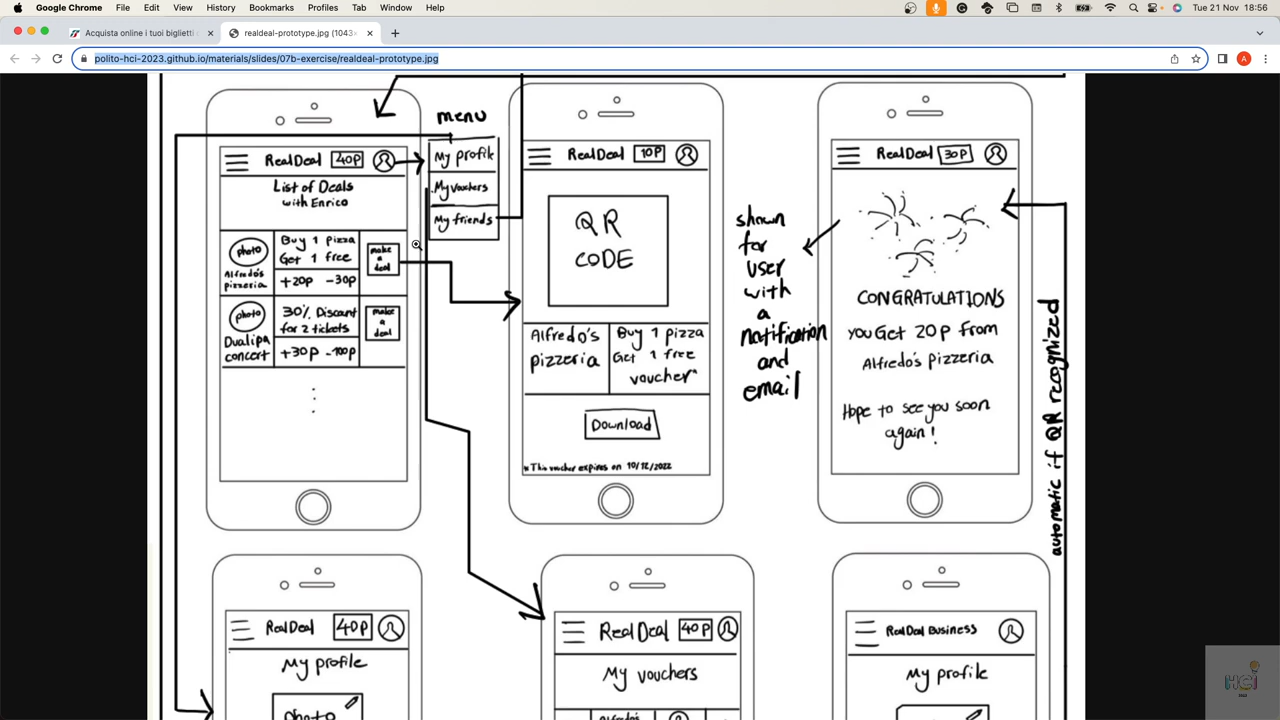 Google Chrome File Edit View History Bookmarks Profiles Tab Window Help
Tue 21 Nov 18:56
Acquista online i tuoi biglietti
realdeal-prototype.jpg (1043×
polito-hci-2023.github.io/materials/slides/07b-exercise/realdeal-prototype.jpg
A
RealDeal 40P
List of Deals
with Enrico
photo
Alfredo's
pizzeria
Buy 1 pizza
Get 1 free
+20p -30p
make
a
deal
photo
Dualipa
concert
30% Discant
for 2 tickets
+30p -100p
make
a
deal
menu
My profile
My vouchers
My friends
RealDeal 10P
QR
CODE
Alfredo's
pizzeria
Buy 1 pizza
Get 1 free
voucher*
Download
* This voucher expires on 10/12/2022
shown
for
user
with
a
notification
and
email
RealDeal 30P
CONGRATULATIONS
you Get 20p from
Alfredo's pizzeria
Hope to see you soon
again!
automatic if QR recognized
RealDeal 40P
My profile
photo
RealDeal 40P
My vouchers
Alfredo's
RealDeal Business
My profile
HCI
2023